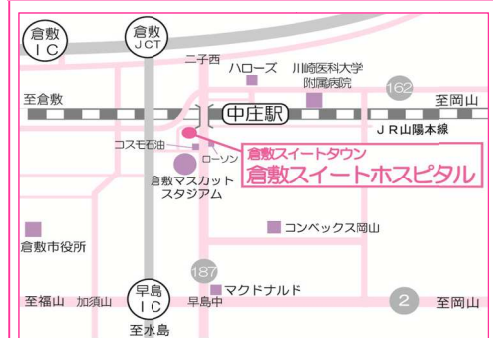 倉敷
IC
倉敷
JCT
二子西
ハローズ
川崎医科大学
附属病院
162
至倉敷
中庄駅
至岡山
JR山陽本線
コスモ石油
ローソン
倉敷スイートタウン
倉敷スイートホスピタル
倉敷マスカット
スタジアム
コンベックス岡山
倉敷市役所
187
マクドナルド
早島
IC
至福山
加須山
早島中
2
至岡山
至水島